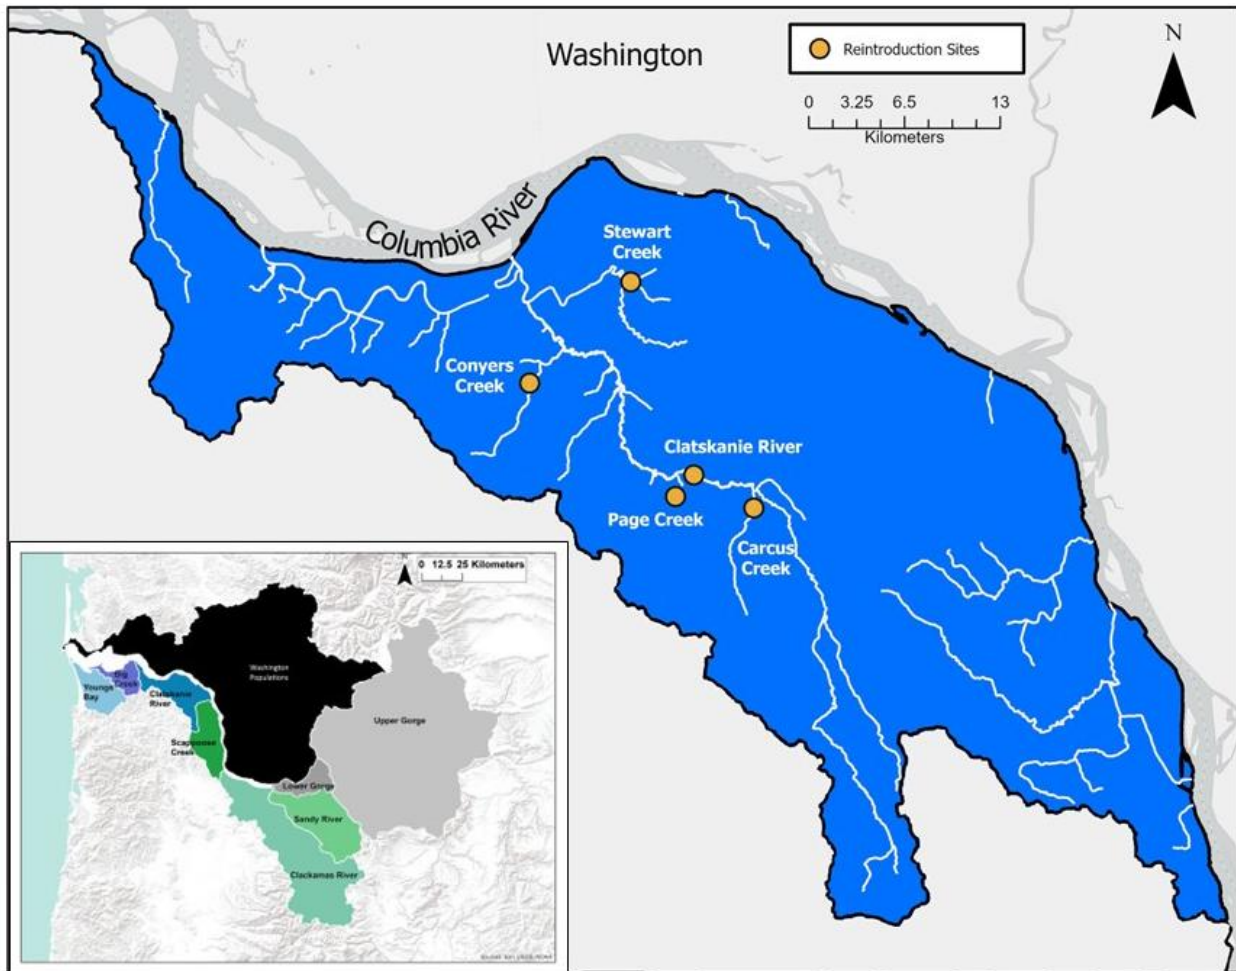 Washington
Reintroduction Sites
0 3.25 6.5 13
Kilometers
N
Columbia River
Stewart
Creek
Conyers
Creek
Clatskanie River
Page Creek
Carcus
Creek
N
0 12.5 25 Kilometers
Washington
Populations
Youngs
Bay
Big
Creek
Clatskanie
River
Scappoose
Creek
Upper Gorge
Lower Gorge
Sandy River
Clackamas River